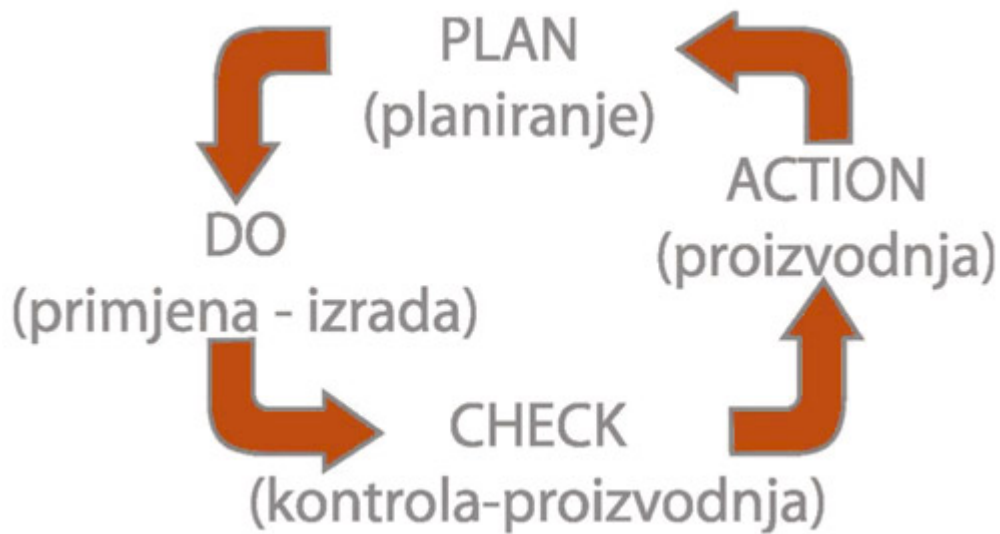 PLAN
(planiranje)
DO
(primjena - izrada)
CHECK
(kontrola-proizvodnja)
ACTION
(proizvodnja)